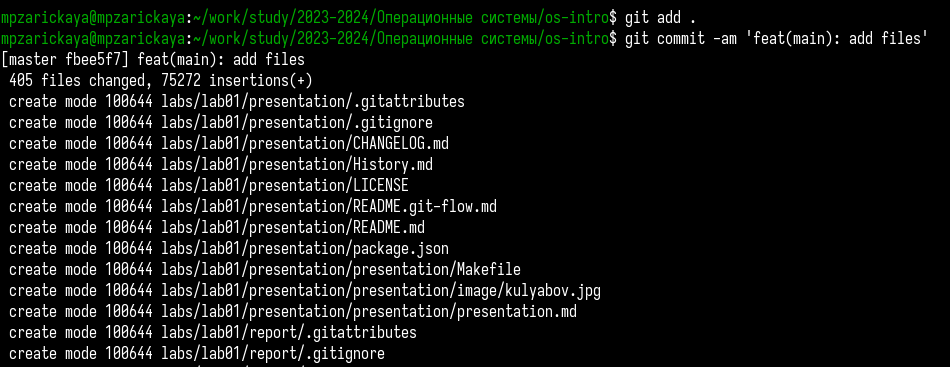 mpzarickaya@mpzarickaya:~/work/study/2023-2024/Операционные системы/os-intro$ git add .
mpzarickaya@mpzarickaya:~/work/study/2023-2024/Операционные системы/os-intro$ git commit -am 'feat(main): add files'
[master fbee5f7] feat(main): add files
 405 files changed, 75272 insertions(+)
 create mode 100644 labs/lab01/presentation/.gitattributes
 create mode 100644 labs/lab01/presentation/.gitignore
 create mode 100644 labs/lab01/presentation/CHANGELOG.md
 create mode 100644 labs/lab01/presentation/History.md
 create mode 100644 labs/lab01/presentation/LICENSE
 create mode 100644 labs/lab01/presentation/README.git-flow.md
 create mode 100644 labs/lab01/presentation/README.md
 create mode 100644 labs/lab01/presentation/package.json
 create mode 100644 labs/lab01/presentation/presentation/Makefile
 create mode 100644 labs/lab01/presentation/presentation/image/kulyabov.jpg
 create mode 100644 labs/lab01/presentation/presentation/presentation.md
 create mode 100644 labs/lab01/report/.gitattributes
 create mode 100644 labs/lab01/report/.gitignore